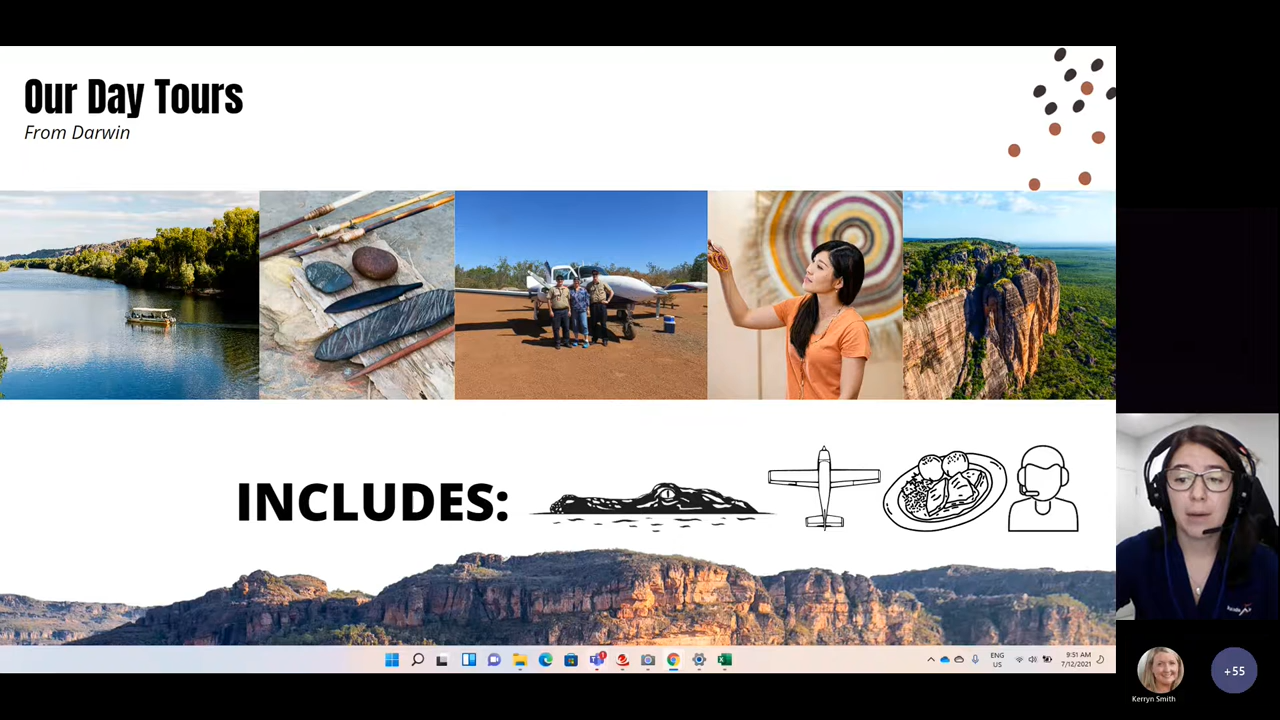 Our Day Tours
From Darwin
INCLUDES:
ENG
US
9:51 AM
7/12/2021
+55
Kerryn Smith